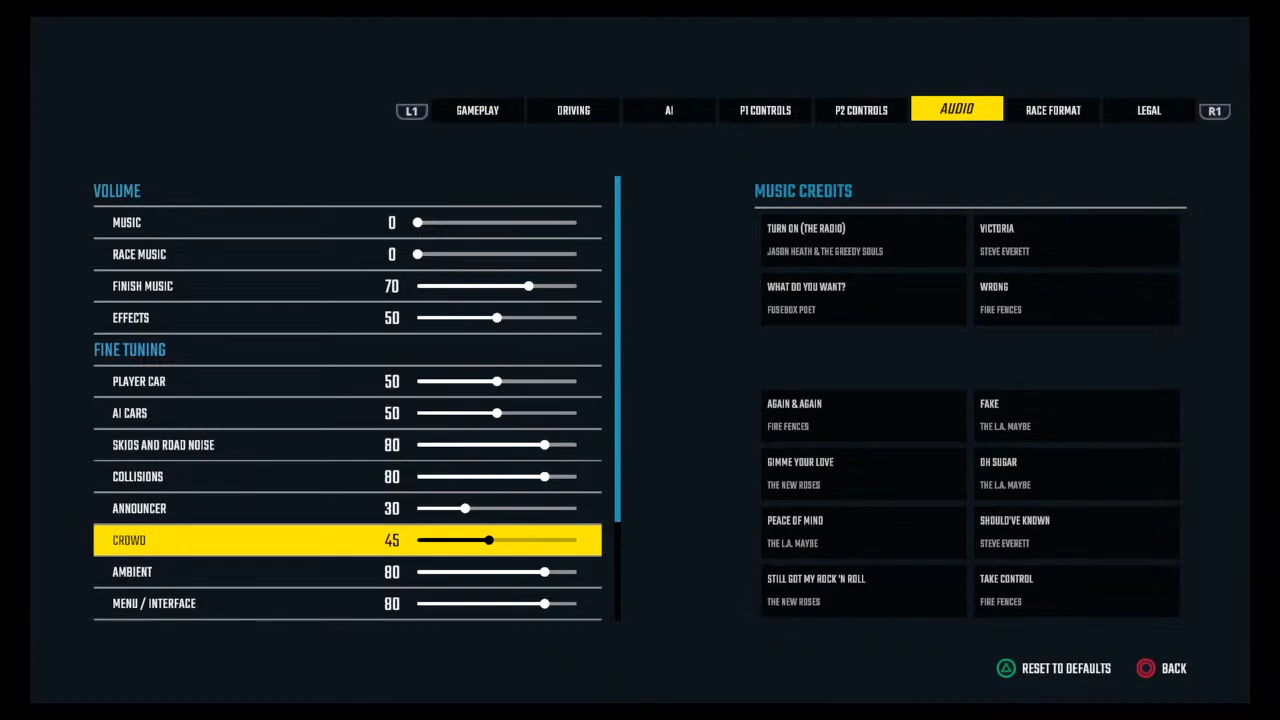 L1 GAMEPLAY DRIVING AI P1 CONTROLS P2 CONTROLS AUDIO RACE FORMAT LEGAL R1
VOLUME
MUSIC 0
RACE MUSIC 0
FINISH MUSIC 70
EFFECTS 50
FINE TUNING
PLAYER CAR 50
AI CARS 50
SKIDS AND ROAD NOISE 80
COLLISIONS 80
ANNOUNCER 30
CROWD 45
AMBIENT 80
MENU / INTERFACE 80
MUSIC CREDITS
TURN ON (THE RADIO) VICTORIA
JASON HEATH & THE GREEDY SOULS STEVE EVERETT
WHAT DO YOU WANT? WRONG
FUSEBOX POET FIRE FENCES
AGAIN & AGAIN FAKE
FIRE FENCES THE L.A. MAYBE
GIMME YOUR LOVE OH SUGAR
THE NEW ROSES THE L.A. MAYBE
PEACE OF MIND SHOULD'VE KNOWN
THE L.A. MAYBE STEVE EVERETT
STILL GOT MY ROCK 'N ROLL TAKE CONTROL
THE NEW ROSES FIRE FENCES
RESET TO DEFAULTS BACK